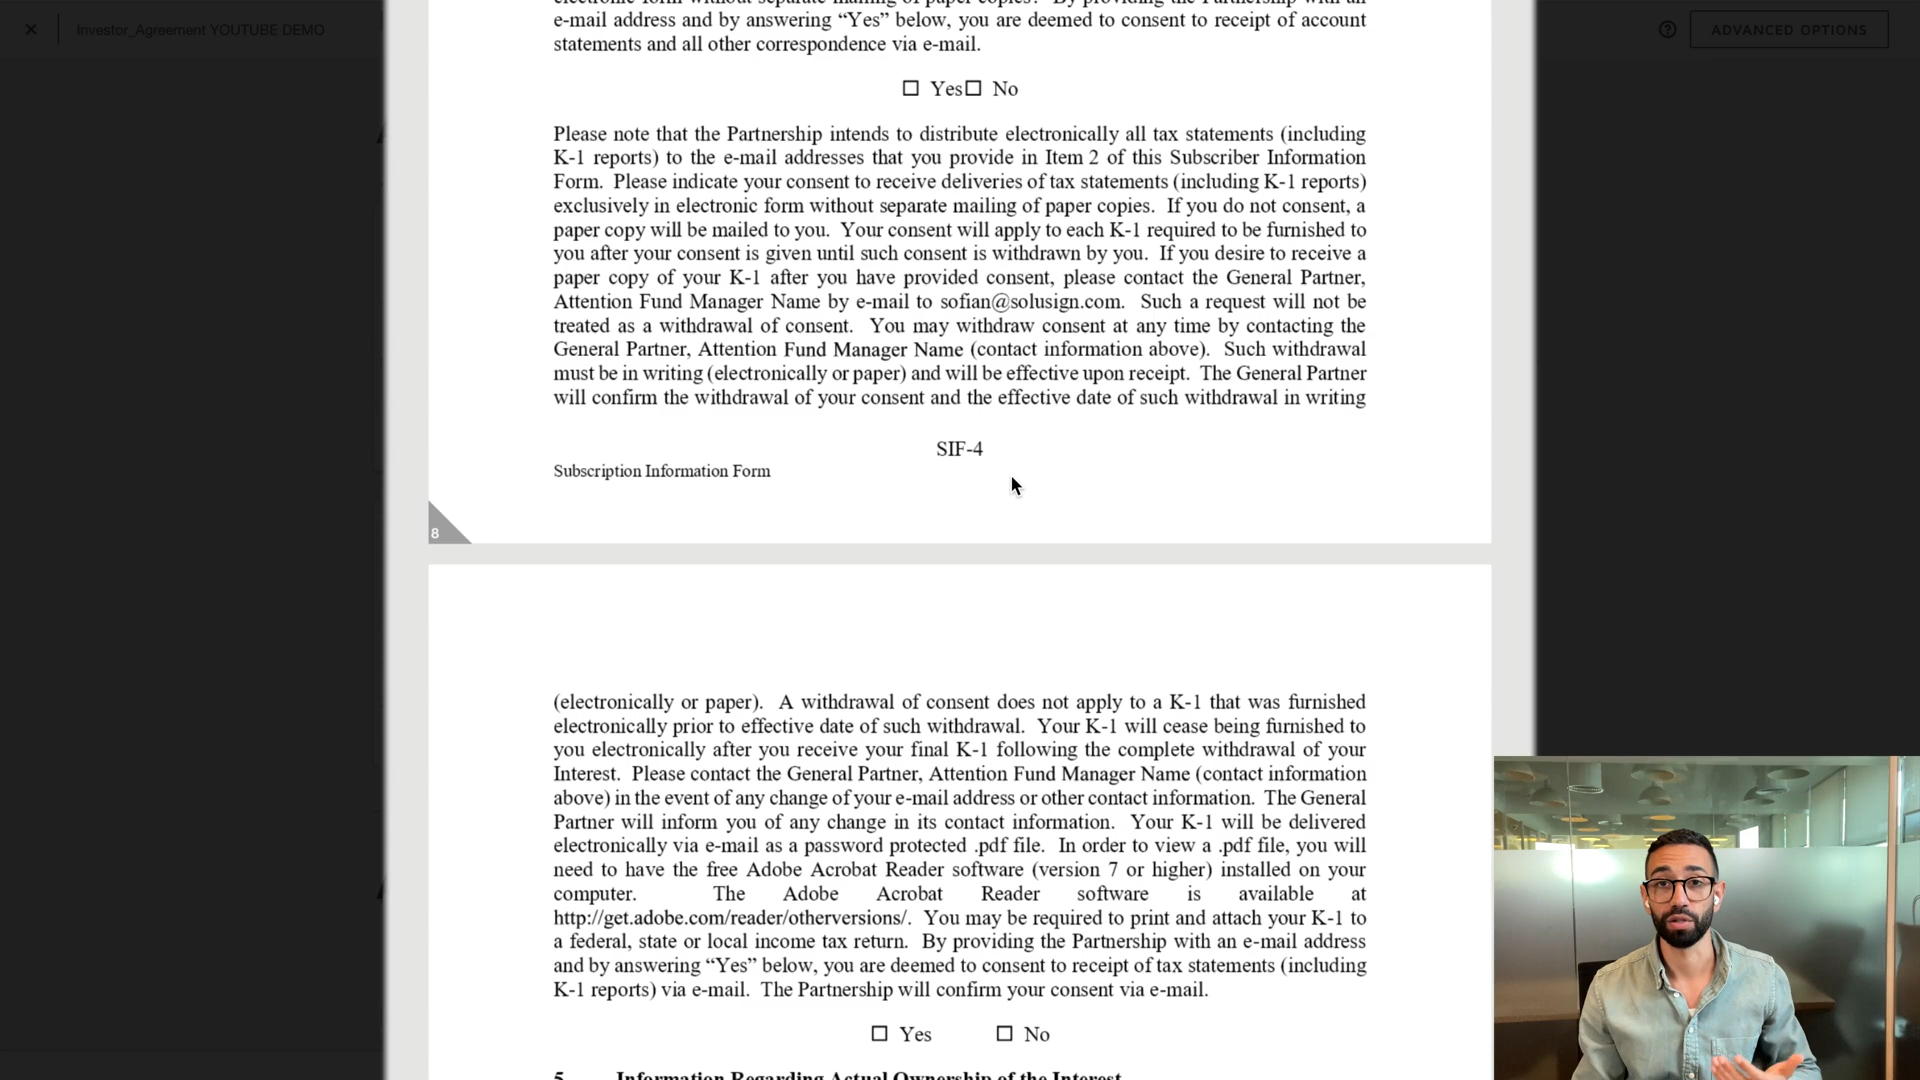 Investor_Agreement YOUTUBE DEMO
ADVANCED OPTIONS
e-mail address and by answering “Yes” below, you are deemed to consent to receipt of account
statements and all other correspondence via e-mail.
☐ Yes☐ No
Please note that the Partnership intends to distribute electronically all tax statements (including
K-1 reports) to the e-mail addresses that you provide in Item 2 of this Subscriber Information
Form. Please indicate your consent to receive deliveries of tax statements (including K-1 reports)
exclusively in electronic form without separate mailing of paper copies. If you do not consent, a
paper copy will be mailed to you. Your consent will apply to each K-1 required to be furnished to
you after your consent is given until such consent is withdrawn by you. If you desire to receive a
paper copy of your K-1 after you have provided consent, please contact the General Partner,
Attention Fund Manager Name by e-mail to sofian@solusign.com. Such a request will not be
treated as a withdrawal of consent. You may withdraw consent at any time by contacting the
General Partner, Attention Fund Manager Name (contact information above). Such withdrawal
must be in writing (electronically or paper) and will be effective upon receipt. The General Partner
will confirm the withdrawal of your consent and the effective date of such withdrawal in writing
SIF-4
Subscription Information Form
8
(electronically or paper). A withdrawal of consent does not apply to a K-1 that was furnished
electronically prior to effective date of such withdrawal. Your K-1 will cease being furnished to
you electronically after you receive your final K-1 following the complete withdrawal of your
Interest. Please contact the General Partner, Attention Fund Manager Name (contact information
above) in the event of any change of your e-mail address or other contact information. The General
Partner will inform you of any change in its contact information. Your K-1 will be delivered
electronically via e-mail as a password protected .pdf file. In order to view a .pdf file, you will
need to have the free Adobe Acrobat Reader software (version 7 or higher) installed on your
computer. The Adobe Acrobat Reader software is available at
http://get.adobe.com/reader/otherversions/. You may be required to print and attach your K-1 to
a federal, state or local income tax return. By providing the Partnership with an e-mail address
and by answering “Yes” below, you are deemed to consent to receipt of tax statements (including
K-1 reports) via e-mail. The Partnership will confirm your consent via e-mail.
☐ Yes ☐ No
5. Information Regarding Actual Ownership of the Interest